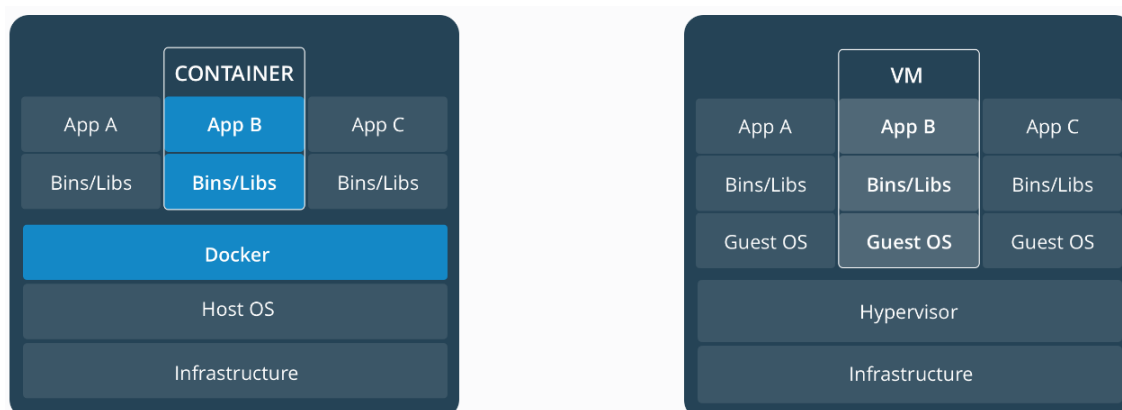 CONTAINER
App A
App B
App C
Bins/Libs
Bins/Libs
Bins/Libs
Docker
Host OS
Infrastructure
VM
App A
App B
App C
Bins/Libs
Bins/Libs
Bins/Libs
Guest OS
Guest OS
Guest OS
Hypervisor
Infrastructure